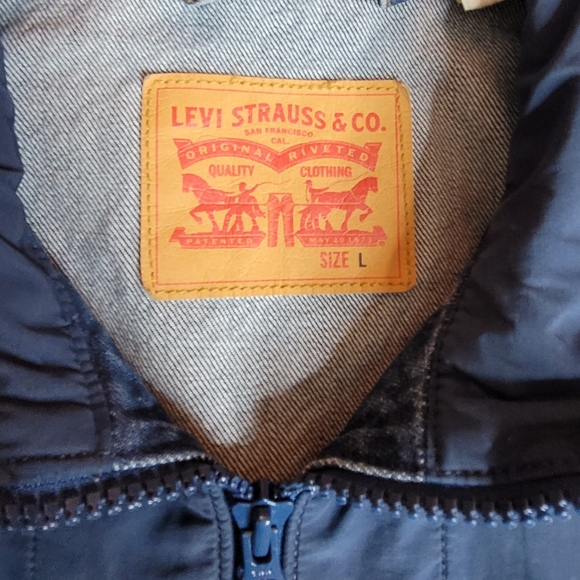 LEVI STRAUSS & CO.
SAN FRANCISCO
CAL.
ORIGINAL RIVETED
QUALITY CLOTHING
PATENTED MAY 20 1873
SIZE L